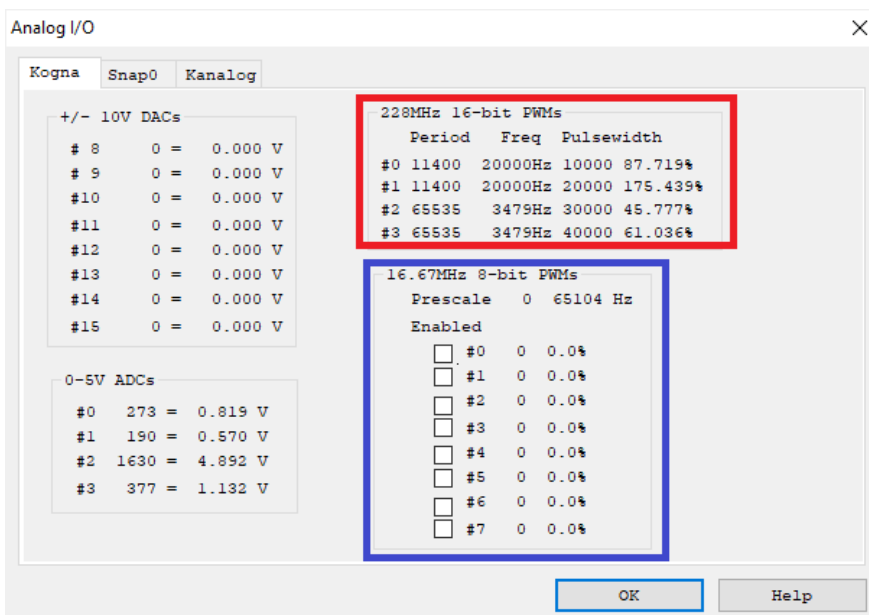 Analog I/O
Kogna Snap0 Kanalog
+/- 10V DACs
# 8 0 = 0.000 V
# 9 0 = 0.000 V
#10 0 = 0.000 V
#11 0 = 0.000 V
#12 0 = 0.000 V
#13 0 = 0.000 V
#14 0 = 0.000 V
#15 0 = 0.000 V
0-5V ADCs
#0 273 = 0.819 V
#1 190 = 0.570 V
#2 1630 = 4.892 V
#3 377 = 1.132 V
228MHz 16-bit PWMs
Period Freq Pulsewidth
#0 11400 20000Hz 10000 87.719%
#1 11400 20000Hz 20000 175.439%
#2 65535 3479Hz 30000 45.777%
#3 65535 3479Hz 40000 61.036%
16.67MHz 8-bit PWMs
Prescale 0 65104 Hz
Enabled
#0 0 0.0%
#1 0 0.0%
#2 0 0.0%
#3 0 0.0%
#4 0 0.0%
#5 0 0.0%
#6 0 0.0%
#7 0 0.0%
OK Help